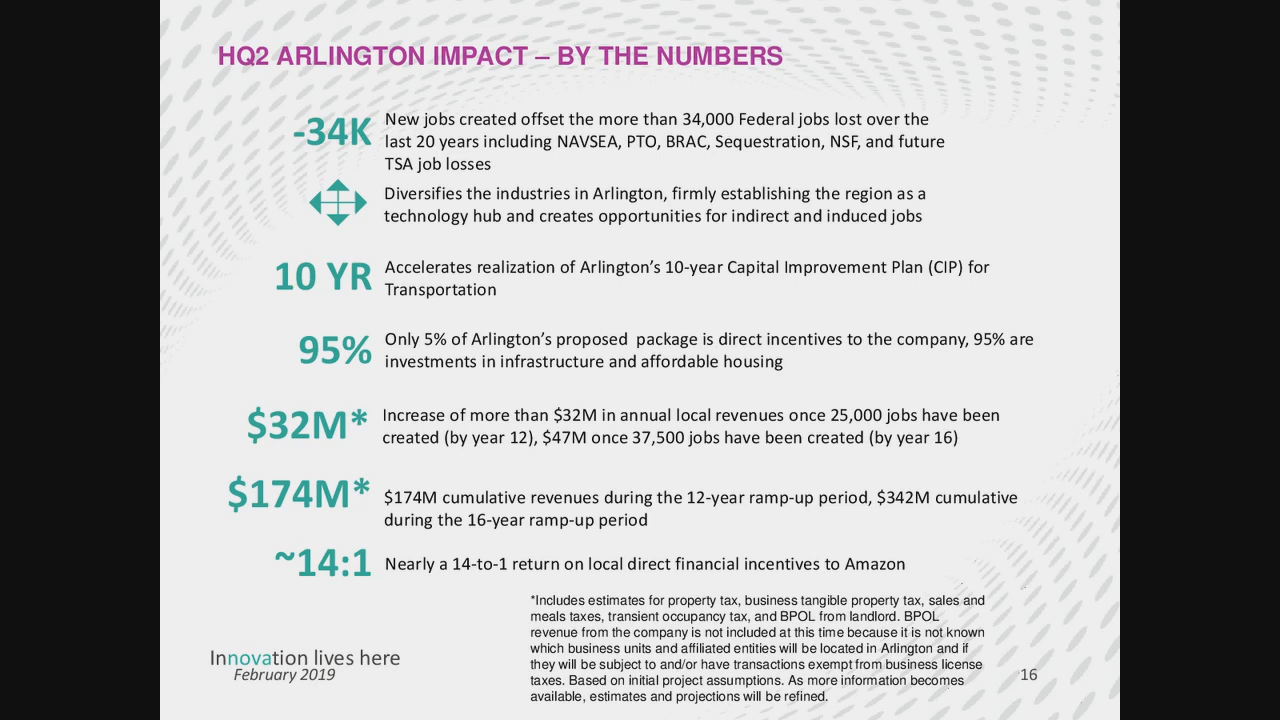 HQ2 ARLINGTON IMPACT – BY THE NUMBERS
-34K
New jobs created offset the more than 34,000 Federal jobs lost over the
last 20 years including NAVSEA, PTO, BRAC, Sequestration, NSF, and future
TSA job losses
Diversifies the industries in Arlington, firmly establishing the region as a
technology hub and creates opportunities for indirect and induced jobs
10 YR
Accelerates realization of Arlington’s 10-year Capital Improvement Plan (CIP) for
Transportation
95%
Only 5% of Arlington’s proposed  package is direct incentives to the company, 95% are
investments in infrastructure and affordable housing
$32M*
Increase of more than $32M in annual local revenues once 25,000 jobs have been
created (by year 12), $47M once 37,500 jobs have been created (by year 16)
$174M*
$174M cumulative revenues during the 12-year ramp-up period, $342M cumulative
during the 16-year ramp-up period
~14:1
Nearly a 14-to-1 return on local direct financial incentives to Amazon
*Includes estimates for property tax, business tangible property tax, sales and
meals taxes, transient occupancy tax, and BPOL from landlord. BPOL
revenue from the company is not included at this time because it is not known
which business units and affiliated entities will be located in Arlington and if
they will be subject to and/or have transactions exempt from business license
taxes. Based on initial project assumptions. As more information becomes
available, estimates and projections will be refined.
Innovation lives here
February 2019
16